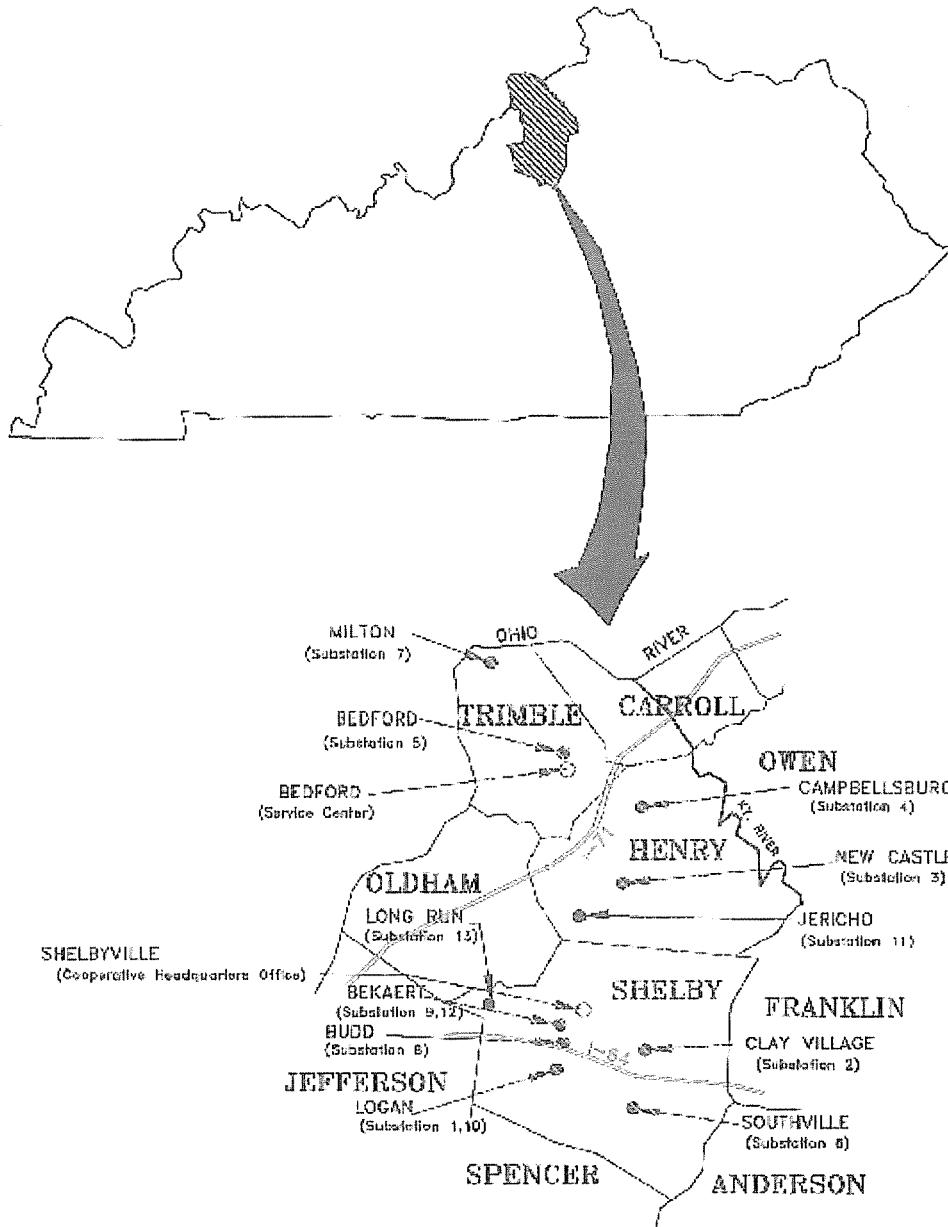 MILTON
(Substation 7)
OHIO
RIVER
TRIMBLE
CARROLL
BEDFORD
(Substation 5)
OWEN
BEDFORD
(Service Center)
CAMPBELLSBURG
(Substation 4)
KY. RIVER
I-71
HENRY
NEW CASTLE
(Substation 3)
OLDHAM
LONG RUN
(Substation 13)
JERICHO
(Substation 11)
SHELBYVILLE
(Cooperative Headquarters Office)
SHELBY
FRANKLIN
BEKAERT
(Substation 9,12)
BUDD
I-64
CLAY VILLAGE
(Substation 2)
JEFFERSON
LOGAN
(Substation 1,10)
SOUTHVILLE
SPENCER
ANDERSON